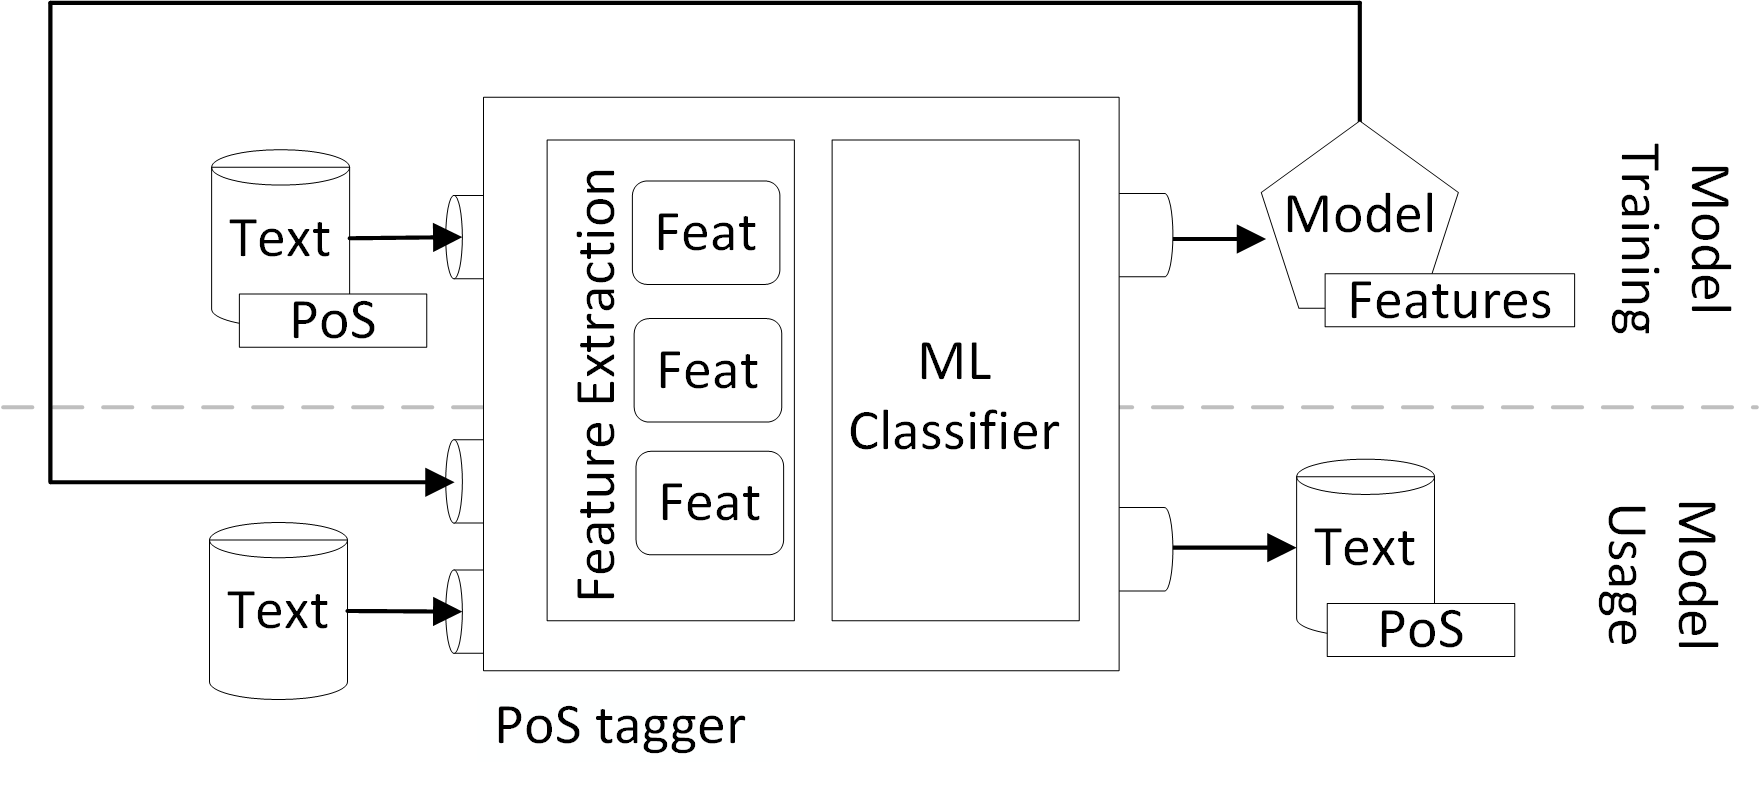 Text
PoS
Feature Extraction
Feat
Feat
Feat
ML
Classifier
Model
Features
Model
Training
Text
Text
PoS
Model
Usage
PoS tagger